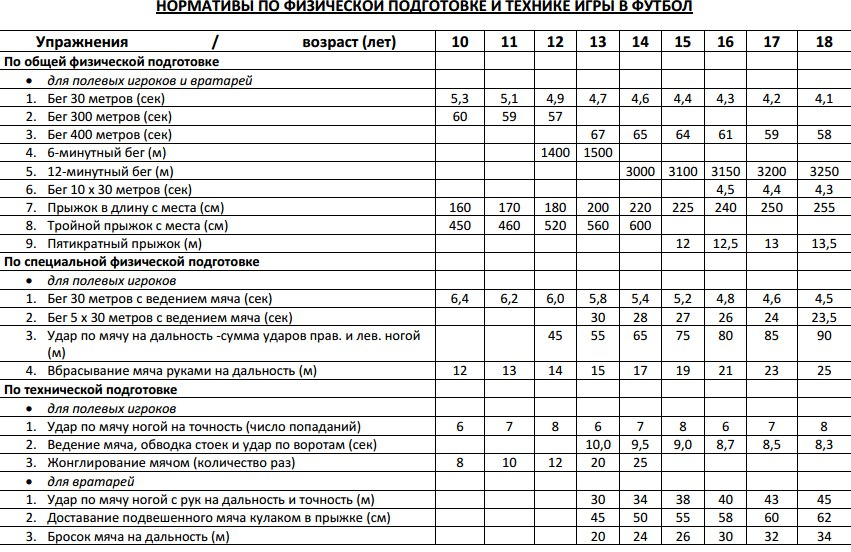 НОРМАТИВЫ ПО ФИЗИЧЕСКОЙ ПОДГОТОВКЕ И ТЕХНИКЕ ИГРЫ В ФУТБОЛ
Упражнения / возраст (лет) 10 11 12 13 14 15 16 17 18
По общей физической подготовке
• для полевых игроков и вратарей
1. Бег 30 метров (сек) 5,3 5,1 4,9 4,7 4,6 4,4 4,3 4,2 4,1
2. Бег 300 метров (сек) 60 59 57
3. Бег 400 метров (сек) 67 65 64 61 59 58
4. 6-минутный бег (м) 1400 1500
5. 12-минутный бег (м) 3000 3100 3150 3200 3250
6. Бег 10 х 30 метров (сек) 4,5 4,4 4,3
7. Прыжок в длину с места (см) 160 170 180 200 220 225 240 250 255
8. Тройной прыжок с места (см) 450 460 520 560 600
9. Пятикратный прыжок (м) 12 12,5 13 13,5
По специальной физической подготовке
• для полевых игроков
1. Бег 30 метров с ведением мяча (сек) 6,4 6,2 6,0 5,8 5,4 5,2 4,8 4,6 4,5
2. Бег 5 х 30 метров с ведением мяча (сек) 30 28 27 26 24 23,5
3. Удар по мячу на дальность -сумма ударов прав. и лев. ногой 45 55 65 75 80 85 90
(м)
4. Вбрасывание мяча руками на дальность (м) 12 13 14 15 17 19 21 23 25
По технической подготовке
• для полевых игроков
1. Удар по мячу ногой на точность (число попаданий) 6 7 8 6 7 8 6 7 8
2. Ведение мяча, обводка стоек и удар по воротам (сек) 10,0 9,5 9,0 8,7 8,5 8,3
3. Жонглирование мячом (количество раз) 8 10 12 20 25
• для вратарей
1. Удар по мячу ногой с рук на дальность и точность (м) 30 34 38 40 43 45
2. Доставание подвешенного мяча кулаком в прыжке (см) 45 50 55 58 60 62
3. Бросок мяча на дальность (м) 20 24 26 30 32 34